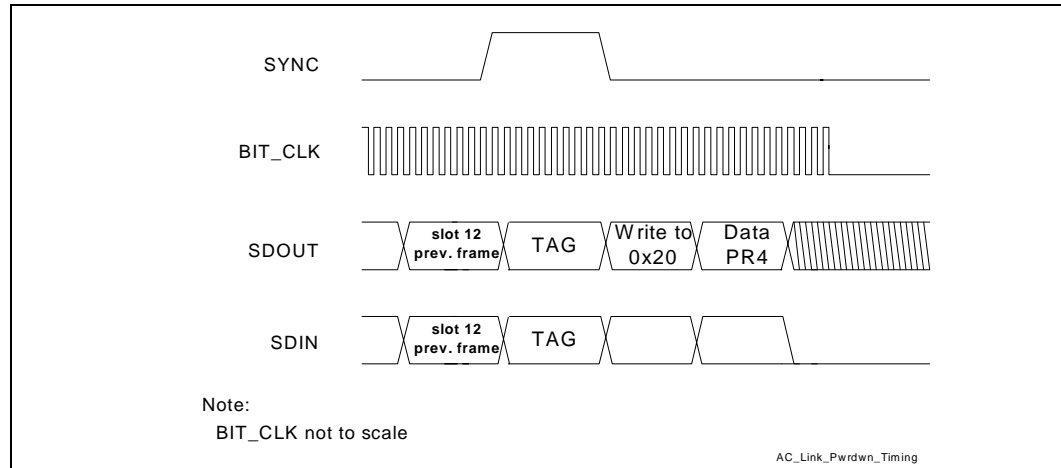 SYNC
BIT_CLK
SDOUT
slot 12
prev. frame
TAG
Write to
0x20
Data
PR4
SDIN
slot 12
prev. frame
TAG
Note:
BIT_CLK not to scale
AC_Link_Pwrdwn_Timing